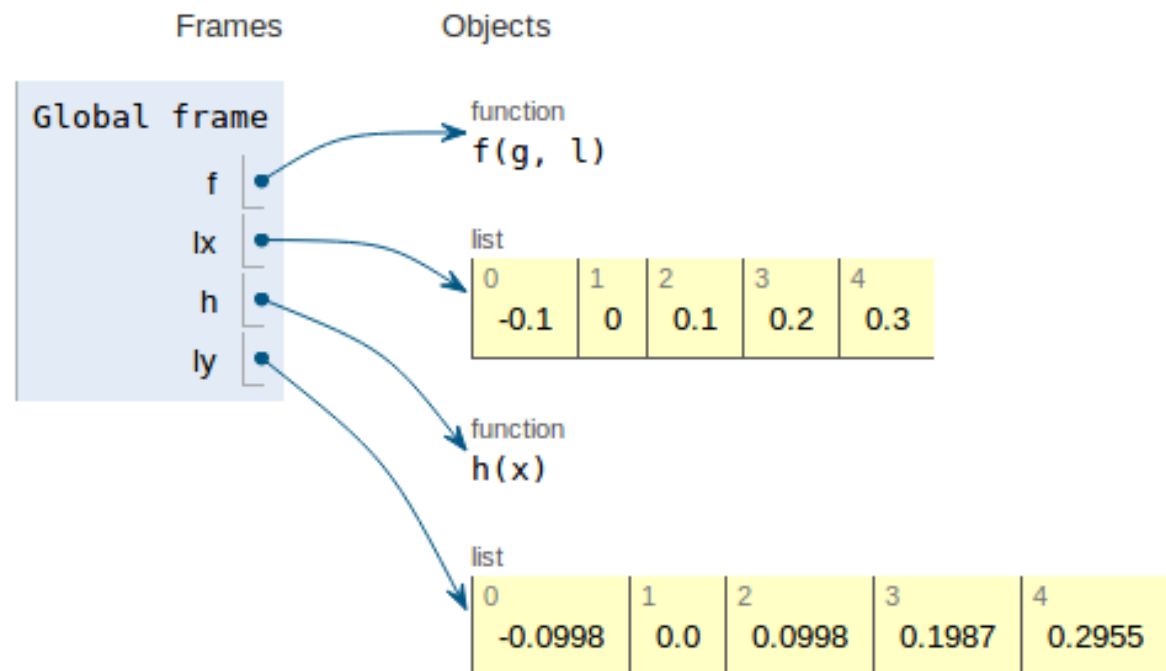 Frames Objects
Global frame
f
lx
h
ly
function
f(g, l)
list
0 1 2 3 4
-0.1 0 0.1 0.2 0.3
function
h(x)
list
0 1 2 3 4
-0.0998 0.0 0.0998 0.1987 0.2955